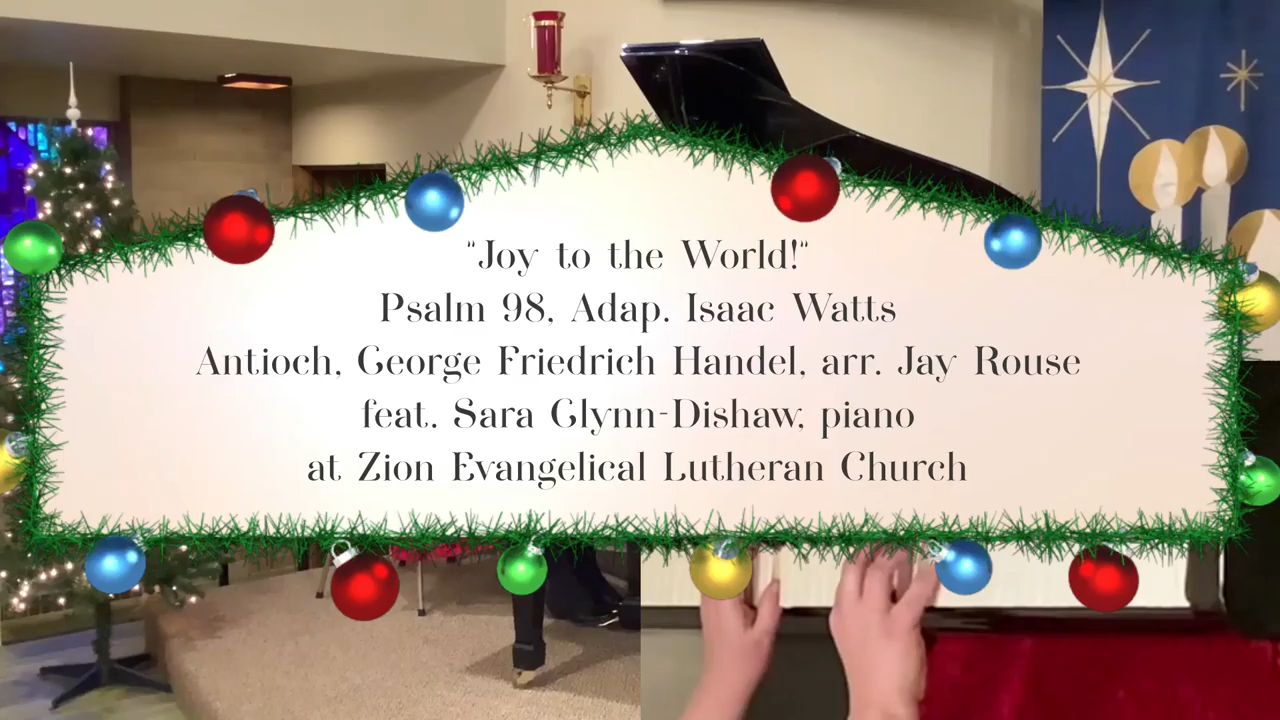 "Joy to the World!"
Psalm 98, Adap. Isaac Watts
Antioch, George Friedrich Handel, arr. Jay Rouse
feat. Sara Glynn-Dishaw, piano
at Zion Evangelical Lutheran Church